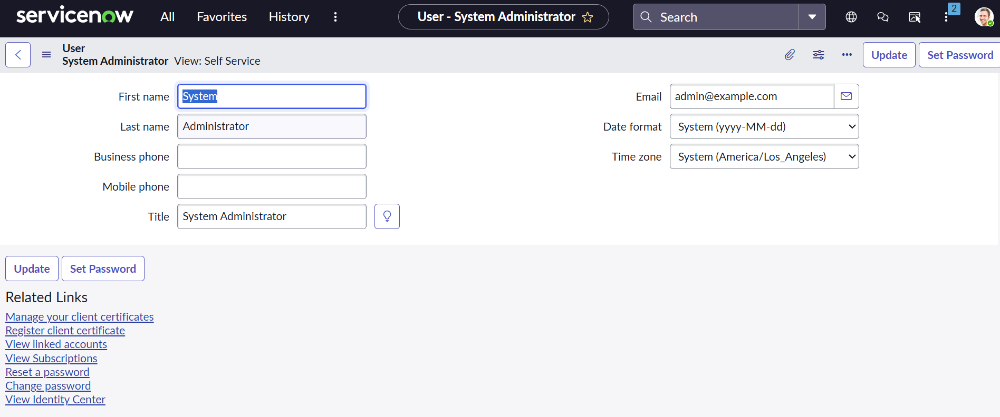 servicenow All Favorites History User - System Administrator Search 2
User
System Administrator View: Self Service Update Set Password
First name System Email admin@example.com
Last name Administrator Date format System (yyyy-MM-dd)
Business phone Time zone System (America/Los_Angeles)
Mobile phone
Title System Administrator
Update Set Password
Related Links
Manage your client certificates
Register client certificate
View linked accounts
View Subscriptions
Reset a password
Change password
View Identity Center